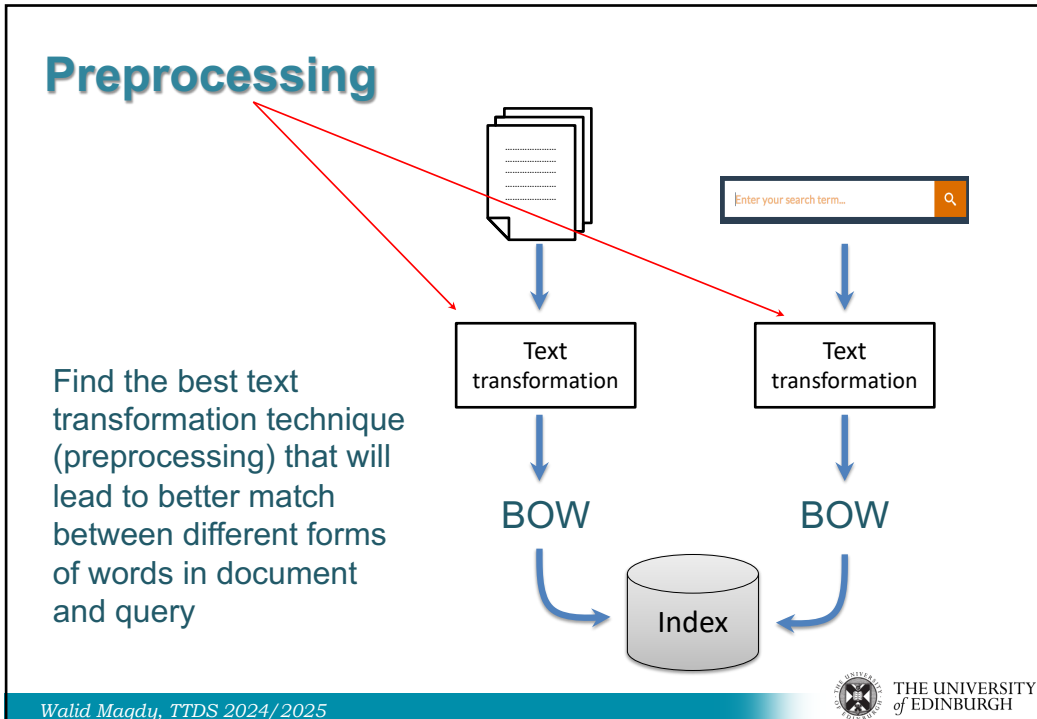 Preprocessing
Enter your search term...
Text
transformation
Text
transformation
Find the best text
transformation technique
(preprocessing) that will
lead to better match
between different forms
of words in document
and query
BOW
BOW
Index
Walid Magdy, TTDS 2024/2025
THE UNIVERSITY
of EDINBURGH